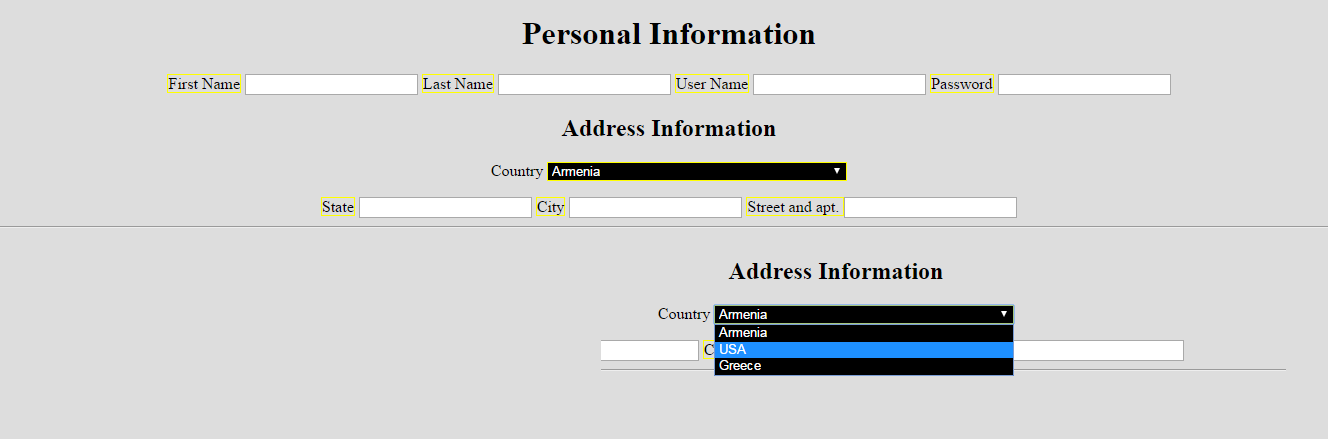 Personal Information
First Name Last Name User Name Password
Address Information
Country Armenia
State City Street and apt.
Address Information
Country Armenia
Armenia
C USA
Greece